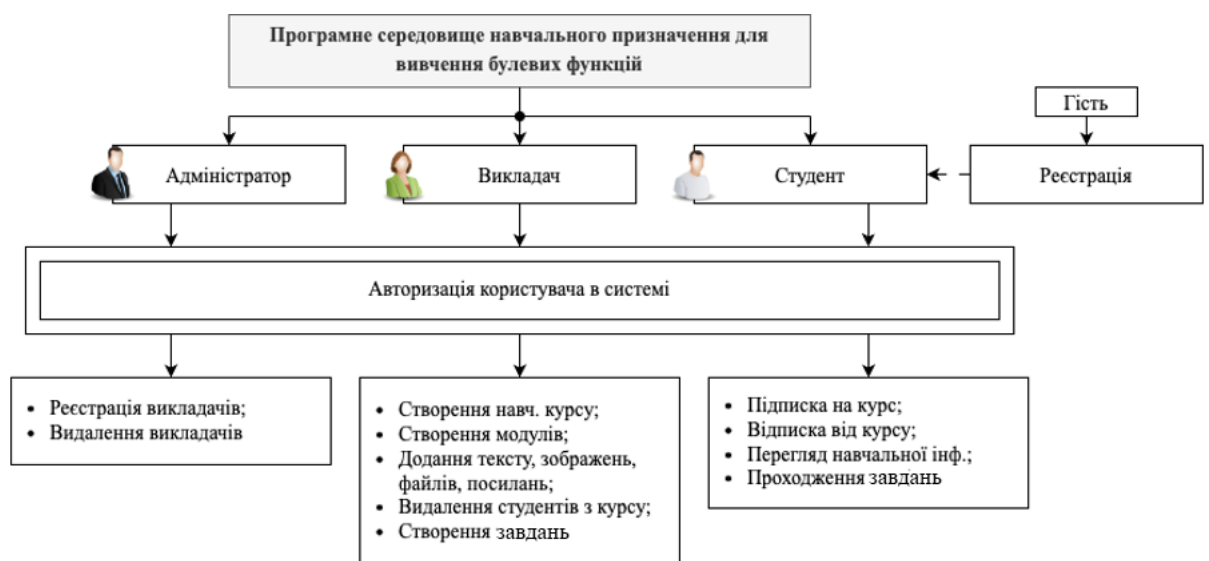 Програмне середовище навчального призначення для
вивчення булевих функцій
Гість
Адміністратор
Викладач
Студент
Реєстрація
Авторизація користувача в системі
• Реєстрація викладачів;
• Видалення викладачів
• Створення навч. курсу;
• Створення модулів;
• Додання тексту, зображень,
файлів, посилань;
• Видалення студентів з курсу;
• Створення завдань
• Підписка на курс;
• Відписка від курсу;
• Перегляд навчальної інф.;
• Проходження завдань